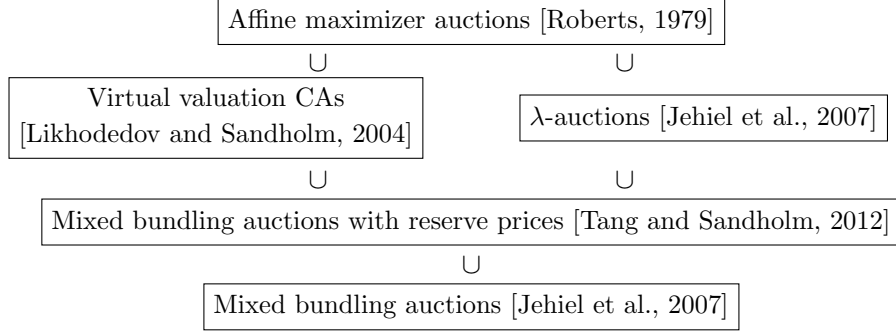 Affine maximizer auctions [Roberts, 1979]
∪ ∪
Virtual valuation CAs
[Likhodedov and Sandholm, 2004]
λ-auctions [Jehiel et al., 2007]
∪ ∪
Mixed bundling auctions with reserve prices [Tang and Sandholm, 2012]
∪
Mixed bundling auctions [Jehiel et al., 2007]